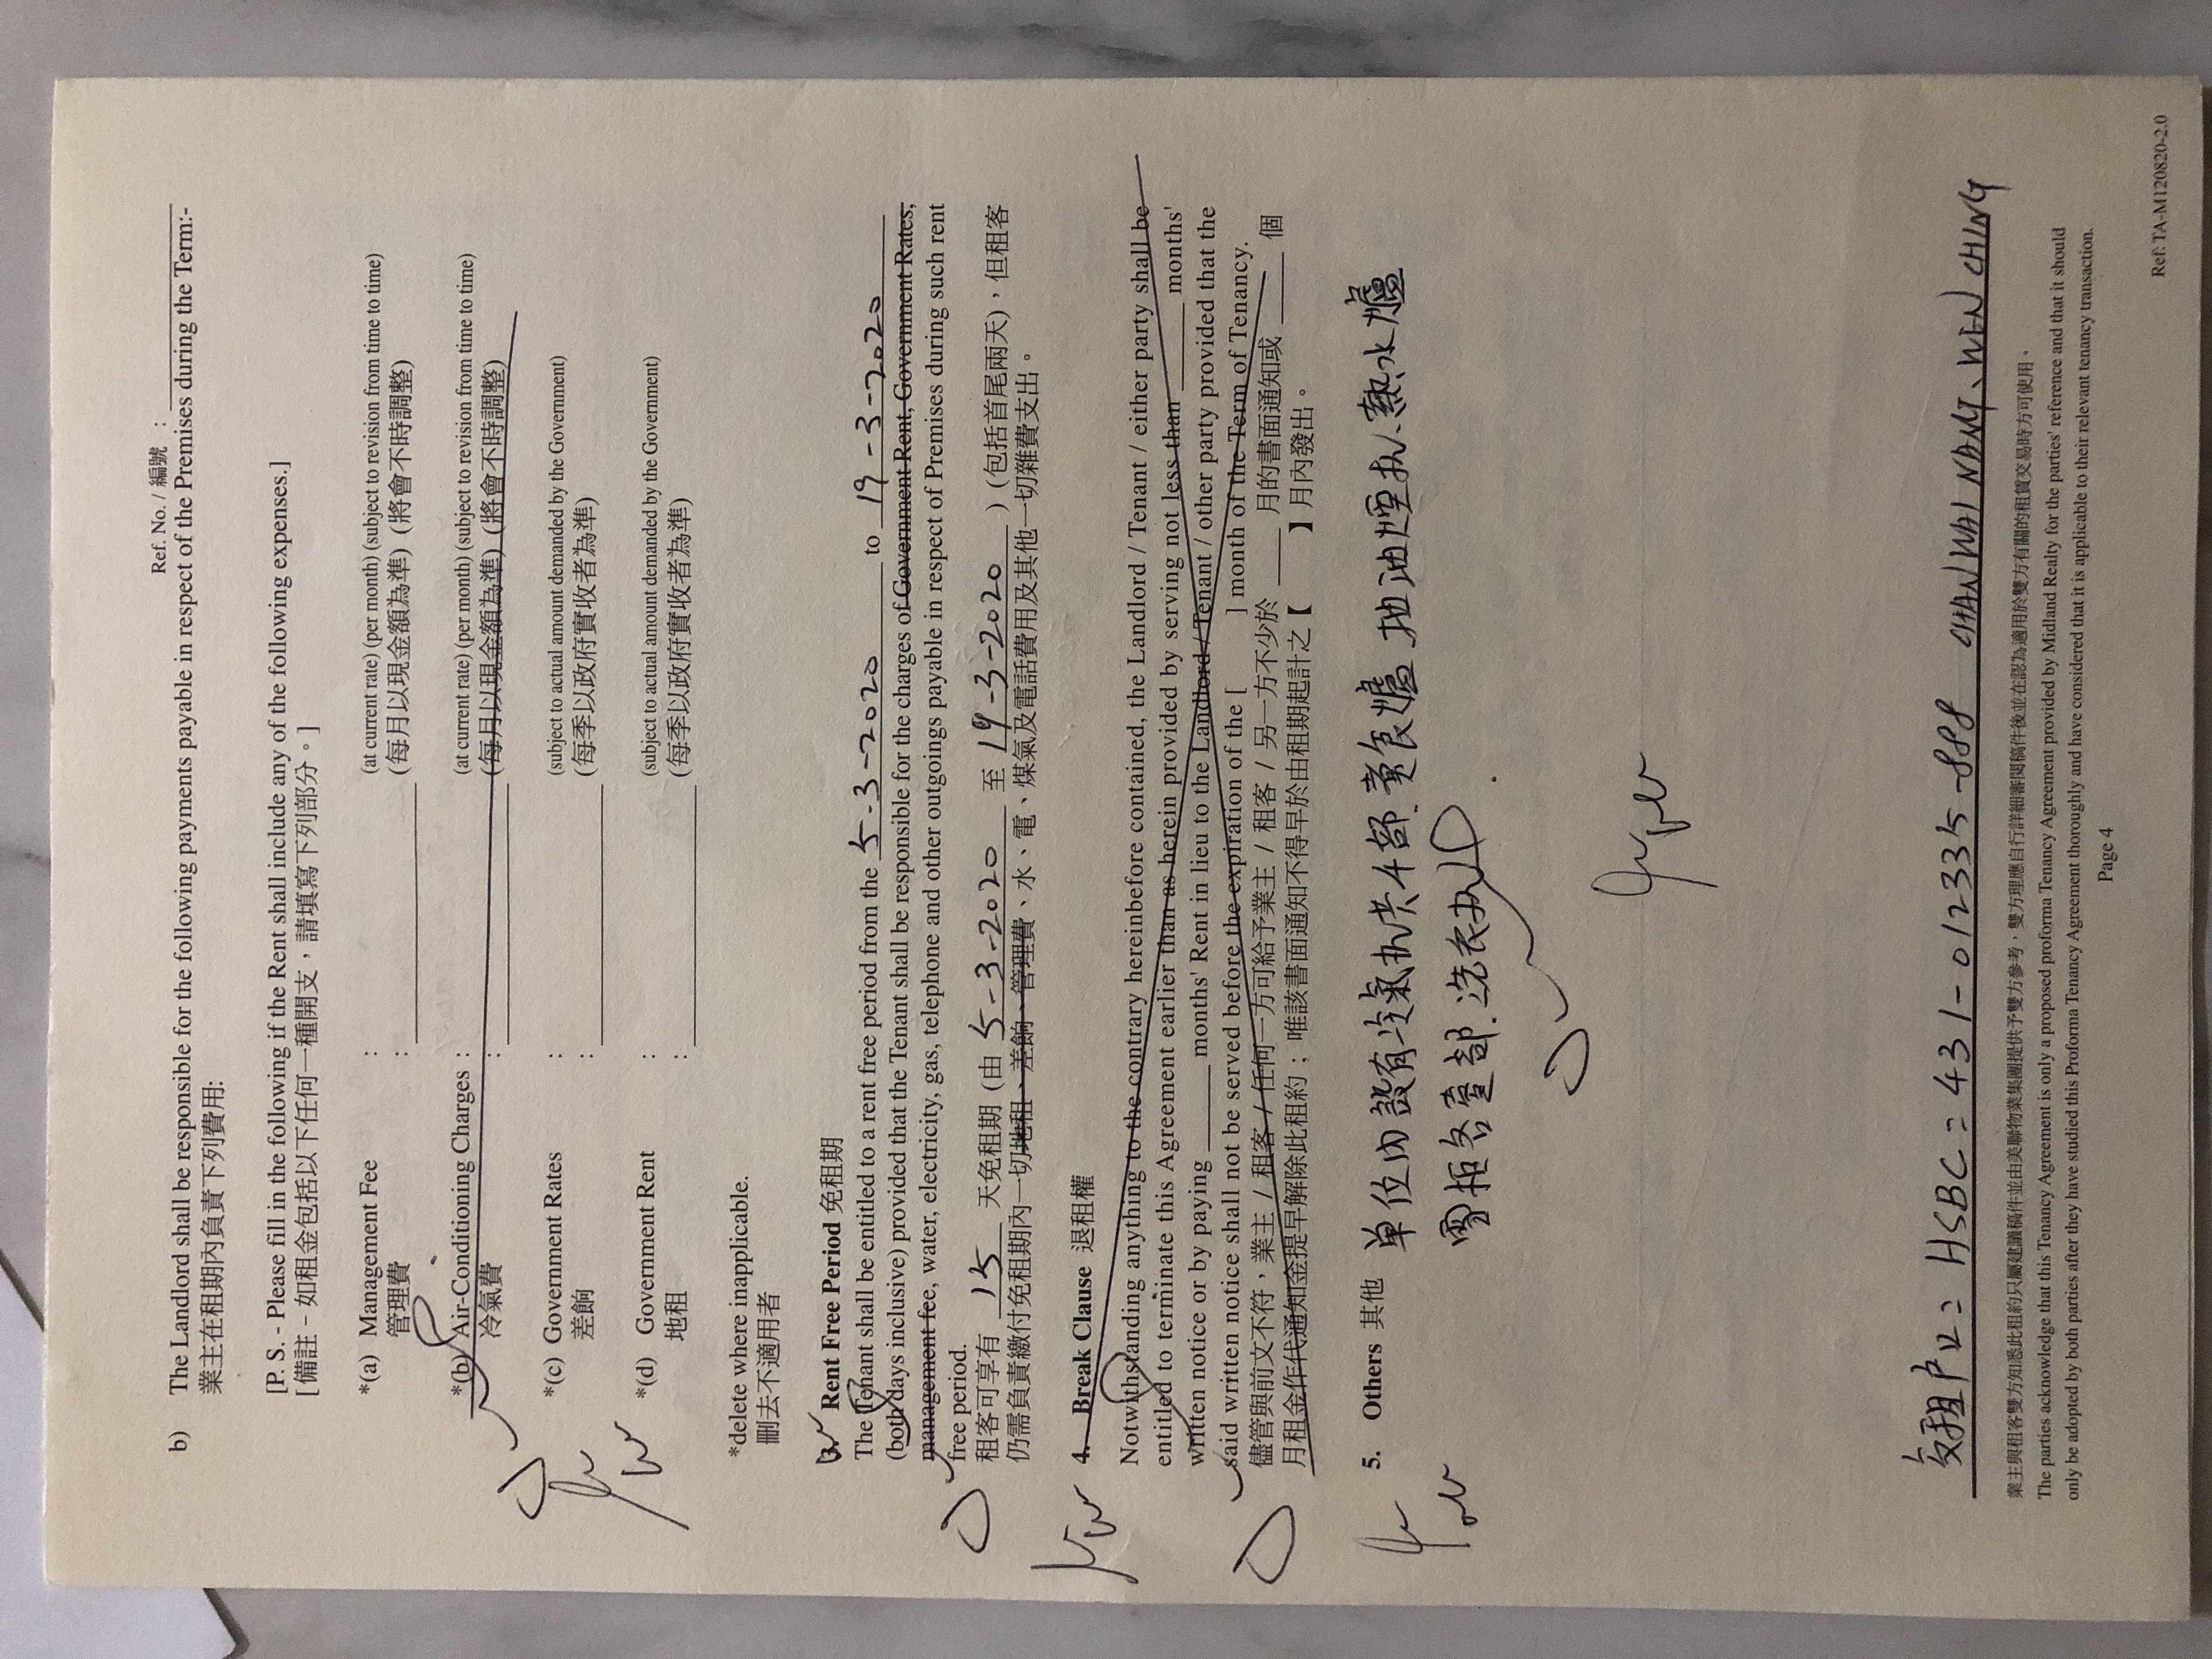 Ref. No. / 編號 :
b) The Landlord shall be responsible for the following payments payable in respect of the Premises during the Term:-
業主在租期內負責下列費用:
[P. S. - Please fill in the following if the Rent shall include any of the following expenses.]
[備註 – 如租金包括以下任何一種開支，請填寫下列部分。]
*(a) Management Fee : (at current rate) (per month) (subject to revision from time to time)
管理費 : (每月以現金額為準) (將會不時調整)
*(b) Air-Conditioning Charges : (at current rate) (per month) (subject to revision from time to time)
冷氣費 : (每月以現金額為準) (將會不時調整)
*(c) Government Rates : (subject to actual amount demanded by the Government)
差餉 : (每季以政府實收者為準)
*(d) Government Rent : (subject to actual amount demanded by the Government)
地租 : (每季以政府實收者為準)
*delete where inapplicable.
刪去不適用者
3. Rent Free Period 免租期
The Tenant shall be entitled to a rent free period from the 5-3-2020 to 19-3-2020
(both days inclusive) provided that the Tenant shall be responsible for the charges of Government Rent, Government Rates,
management fee, water, electricity, gas, telephone and other outgoings payable in respect of Premises during such rent
free period.
租客可享有 15 天免租期 (由 5-3-2020 至 19-3-2020 ) (包括首尾兩天)，但租客
仍需負責繳付免租期內一切地租、差餉、管理費、水、電、煤氣及電話費用及其他一切雜費支出。
4. Break Clause 退租權
Notwithstanding anything to the contrary hereinbefore contained, the Landlord / Tenant / either party shall be
entitled to terminate this Agreement earlier than as herein provided by serving not less than ______ months'
written notice or by paying ______ months' Rent in lieu to the Landlord / Tenant / other party provided that the
said written notice shall not be served before the expiration of the [ ] month of the Term of Tenancy.
儘管與前文不符，業主 / 租客 / 任何一方可給予業主 / 租客 / 另一方不少於 ______ 月的書面通知或 ______ 個
月租金作代通知金提早解除此租約；唯該書面通知不得早於由租期起計之【 】月內發出。
5. Others 其他 单位內設有冷氣扒共4部.煮食爐.抽油煙扒.熱水爐
雪拒各壹部.洗衣扒
交租户口= HSBC = 431-012335-888 CHAN WAI NANG, WEN CHING
業主與租客雙方知悉此租約只屬建議稿件並由美聯物業集團提供予雙方參考，雙方理應自行詳細審閱稿件後並在認為適用於雙方有關的租賃交易時方可使用。
The parties acknowledge that this Tenancy Agreement is only a proposed proforma Tenancy Agreement provided by Midland Realty for the parties' reference and that it should
only be adopted by both parties after they have studied this Proforma Tenancy Agreement thoroughly and have considered that it is applicable to their relevant tenancy transaction.
Page 4
Ref: TA-M120820-2.0